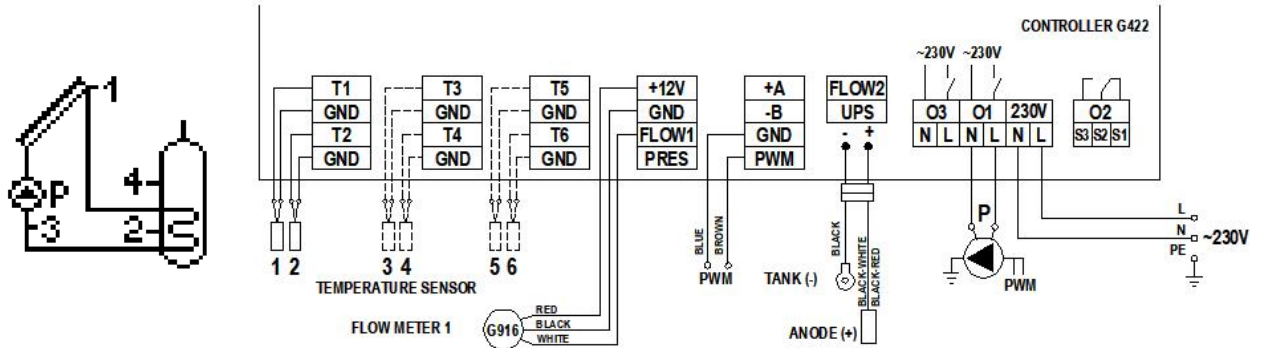 CONTROLLER G422
~230V ~230V
T1 T3 T5 +12V +A FLOW2
GND GND GND GND -B UPS O3 O1 230V O2
T2 T4 T6 FLOW1 GND - + N L N L N L S3 S2 S1
GND GND GND PRES PWM
1
4
P
3
2
BLUE
BROWN
BLACK
BLACK-WHITE
BLACK-RED
P
L
N
~230V
PE
1 2 3 4 5 6
TEMPERATURE SENSOR
PWM
TANK (-)
PWM
FLOW METER 1
G916
RED
BLACK
WHITE
ANODE (+)